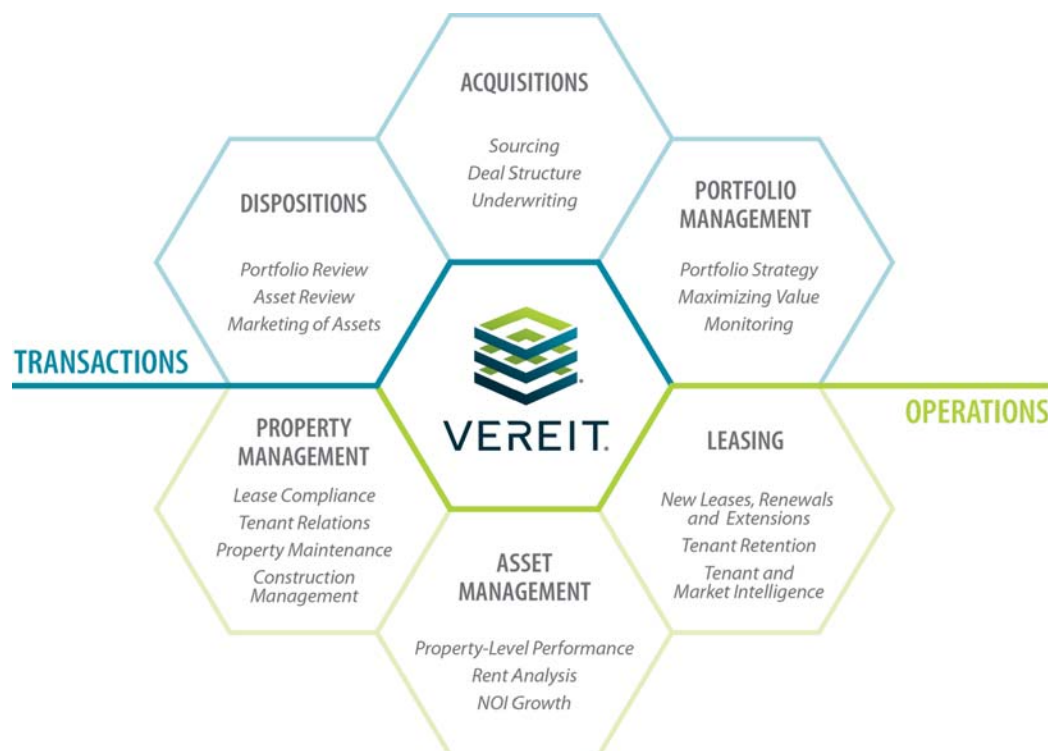 ACQUISITIONS
Sourcing
Deal Structure
Underwriting
DISPOSITIONS
Portfolio Review
Asset Review
Marketing of Assets
PORTFOLIO
MANAGEMENT
Portfolio Strategy
Maximizing Value
Monitoring
TRANSACTIONS
VEREIT.
OPERATIONS
PROPERTY
MANAGEMENT
Lease Compliance
Tenant Relations
Property Maintenance
Construction
Management
ASSET
MANAGEMENT
Property-Level Performance
Rent Analysis
NOI Growth
LEASING
New Leases, Renewals
and Extensions
Tenant Retention
Tenant and
Market Intelligence